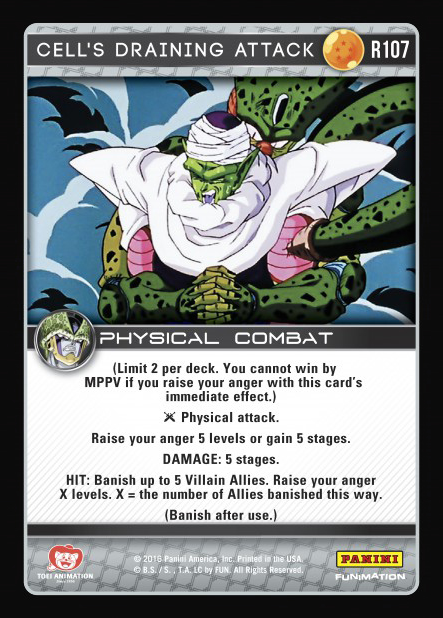 CELL'S DRAINING ATTACK R107
PHYSICAL COMBAT
(Limit 2 per deck. You cannot win by
MPPV if you raise your anger with this card's
immediate effect.)
Physical attack.
Raise your anger 5 levels or gain 5 stages.
DAMAGE: 5 stages.
HIT: Banish up to 5 Villain Allies. Raise your anger
X levels. X = the number of Allies banished this way.
(Banish after use.)
TOEI ANIMATION
© 2016 Panini America, Inc. Printed in the USA.
© B.S. / S. , T.A. LC by FUN. All Rights Reserved.
PANINI
FUNIMATION